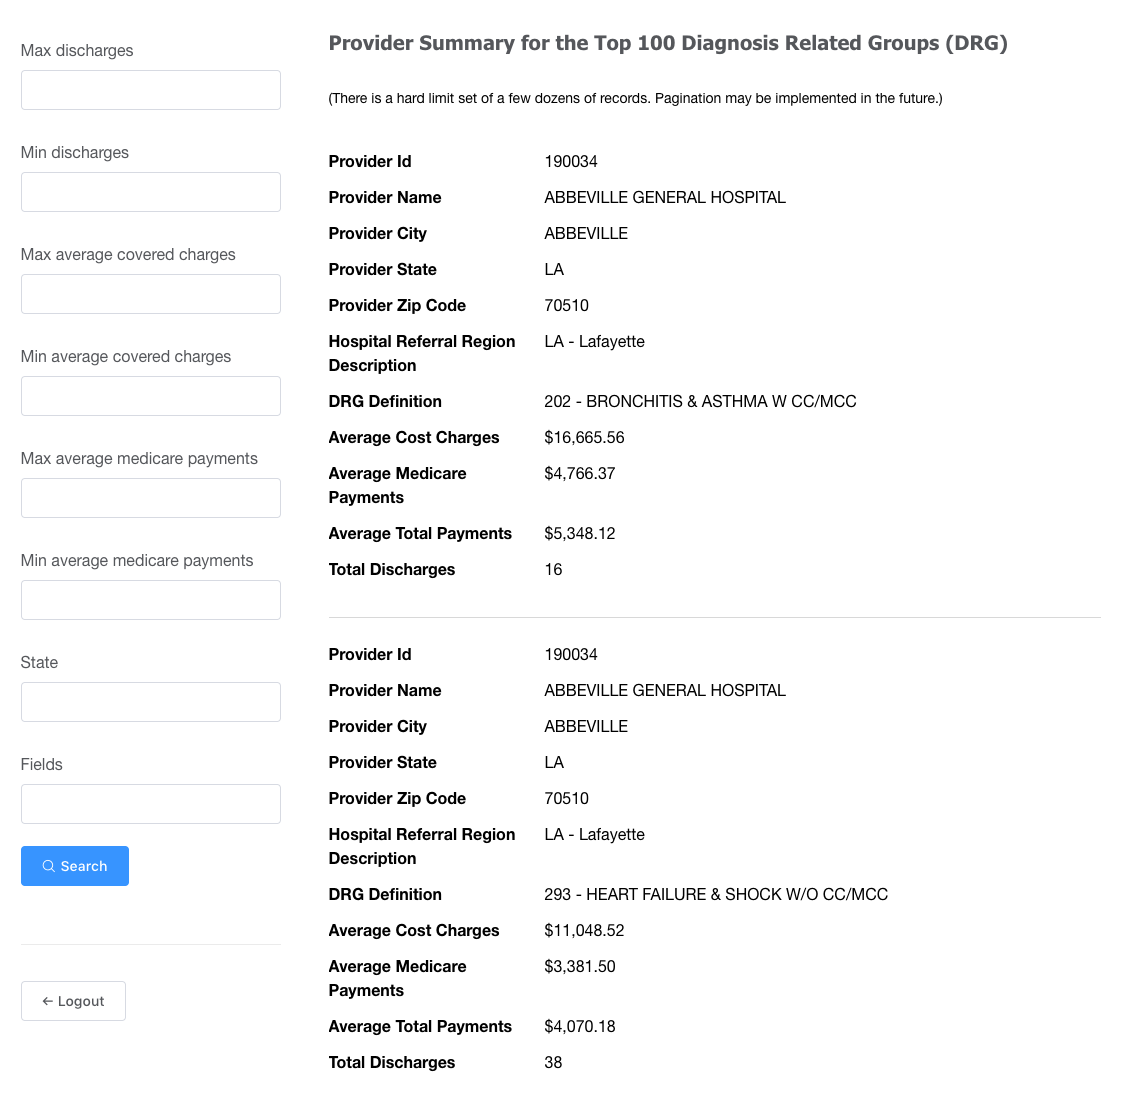 Max discharges
Min discharges
Max average covered charges
Min average covered charges
Max average medicare payments
Min average medicare payments
State
Fields
Search
← Logout
Provider Summary for the Top 100 Diagnosis Related Groups (DRG)
(There is a hard limit set of a few dozens of records. Pagination may be implemented in the future.)
Provider Id 190034
Provider Name ABBEVILLE GENERAL HOSPITAL
Provider City ABBEVILLE
Provider State LA
Provider Zip Code 70510
Hospital Referral Region LA - Lafayette
Description
DRG Definition 202 - BRONCHITIS & ASTHMA W CC/MCC
Average Cost Charges $16,665.56
Average Medicare $4,766.37
Payments
Average Total Payments $5,348.12
Total Discharges 16
Provider Id 190034
Provider Name ABBEVILLE GENERAL HOSPITAL
Provider City ABBEVILLE
Provider State LA
Provider Zip Code 70510
Hospital Referral Region LA - Lafayette
Description
DRG Definition 293 - HEART FAILURE & SHOCK W/O CC/MCC
Average Cost Charges $11,048.52
Average Medicare $3,381.50
Payments
Average Total Payments $4,070.18
Total Discharges 38